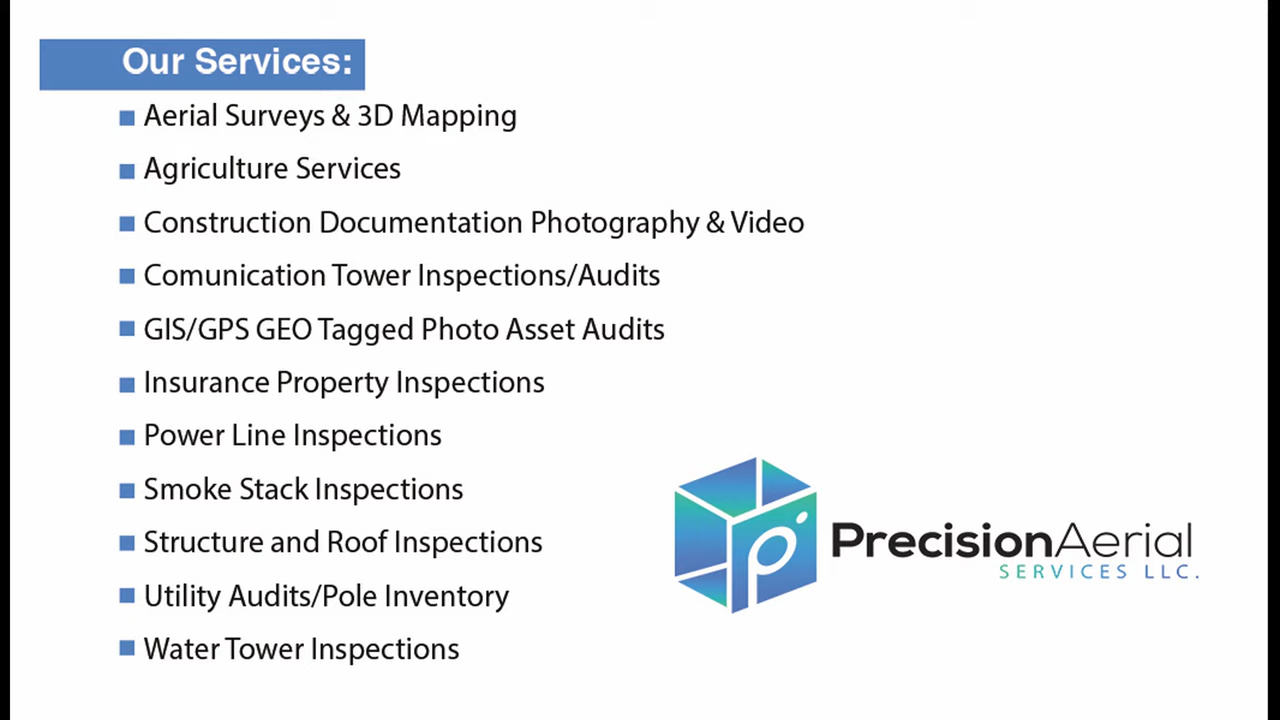 Our Services:
Aerial Surveys & 3D Mapping
Agriculture Services
Construction Documentation Photography & Video
Comunication Tower Inspections/Audits
GIS/GPS GEO Tagged Photo Asset Audits
Insurance Property Inspections
Power Line Inspections
Smoke Stack Inspections
Structure and Roof Inspections
Utility Audits/Pole Inventory
Water Tower Inspections
p
PrecisionAerial
SERVICES LLC.